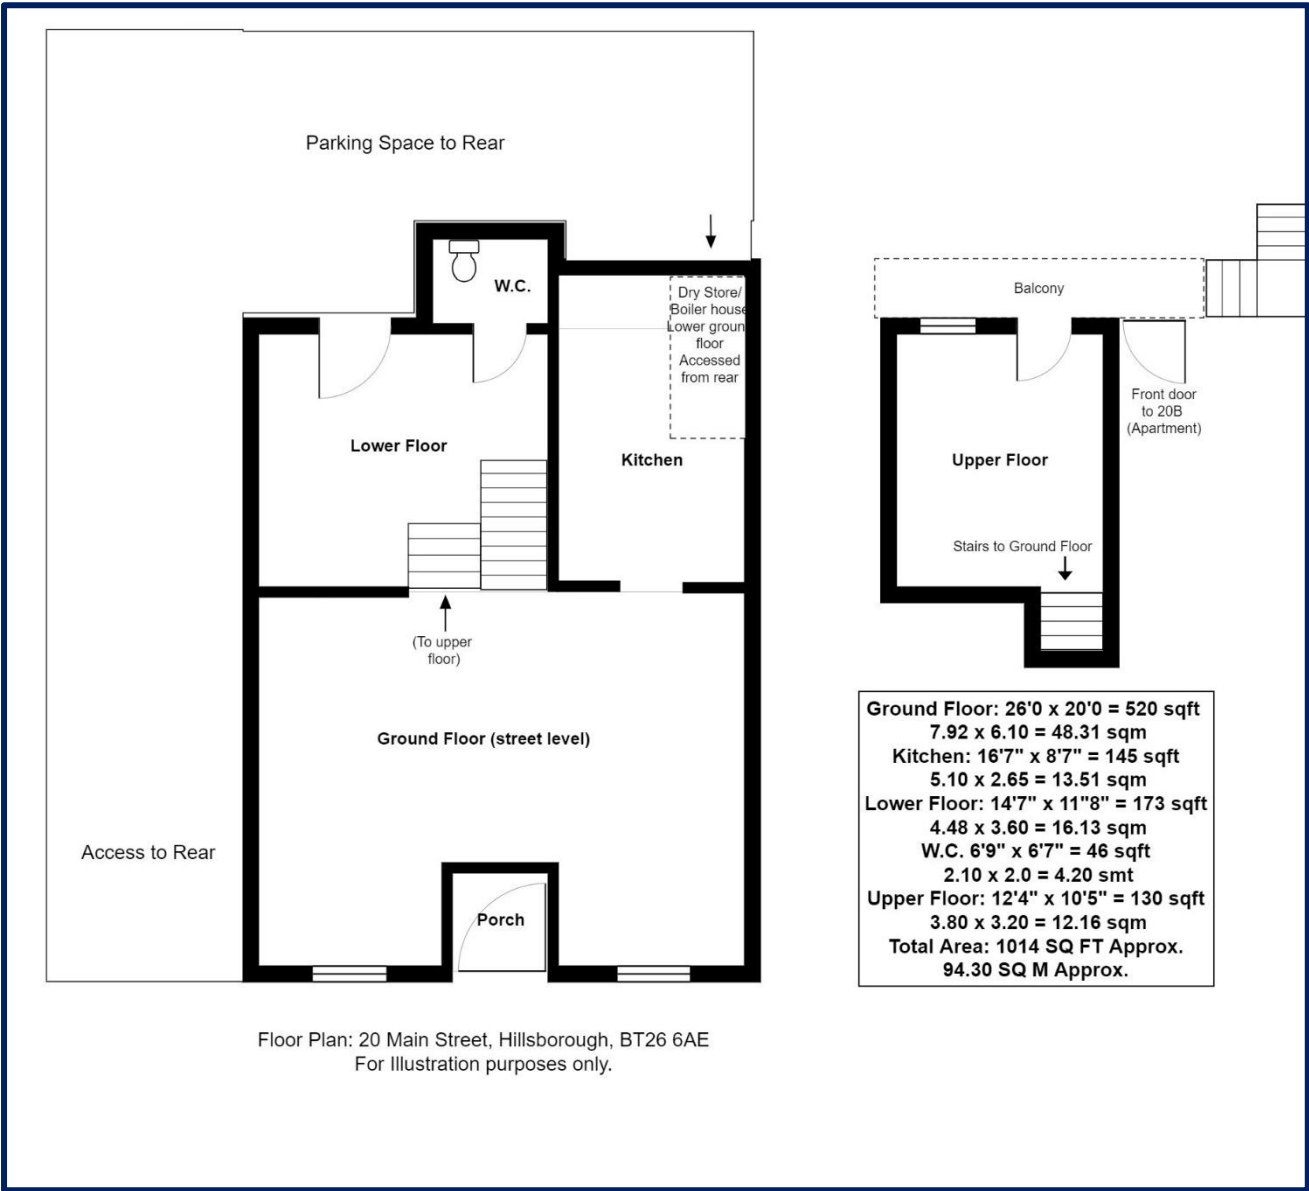 Parking Space to Rear
W.C.
Dry Store/
Boiler house
Lower groun
floor
Accessed
from rear
Lower Floor
Kitchen
(To upper
floor)
Ground Floor (street level)
Access to Rear
Porch
Balcony
Front door
to 20B
(Apartment)
Upper Floor
Stairs to Ground Floor
Ground Floor: 26'0 x 20'0 = 520 sqft
7.92 x 6.10 = 48.31 sqm
Kitchen: 16'7" x 8'7" = 145 sqft
5.10 x 2.65 = 13.51 sqm
Lower Floor: 14'7" x 11"8" = 173 sqft
4.48 x 3.60 = 16.13 sqm
W.C. 6'9" x 6'7" = 46 sqft
2.10 x 2.0 = 4.20 smt
Upper Floor: 12'4" x 10'5" = 130 sqft
3.80 x 3.20 = 12.16 sqm
Total Area: 1014 SQ FT Approx.
94.30 SQ M Approx.
Floor Plan: 20 Main Street, Hillsborough, BT26 6AE
For Illustration purposes only.